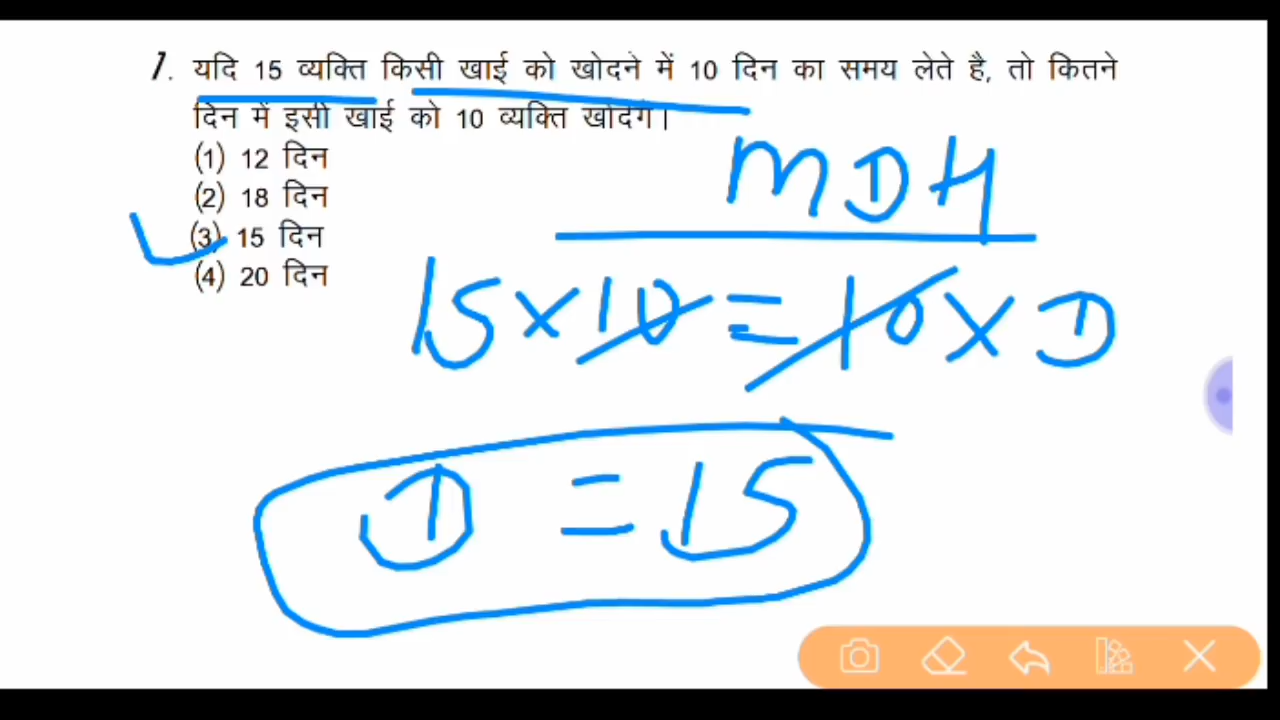 1. यदि 15 व्यक्ति किसी खाई को खोदने में 10 दिन का समय लेते है, तो कितने
दिन में इसी खाई को 10 व्यक्ति खोदेंगे।
(1) 12 दिन
(2) 18 दिन
(3) 15 दिन
(4) 20 दिन
MDH
15 × 10 = 10 × D
D = 15